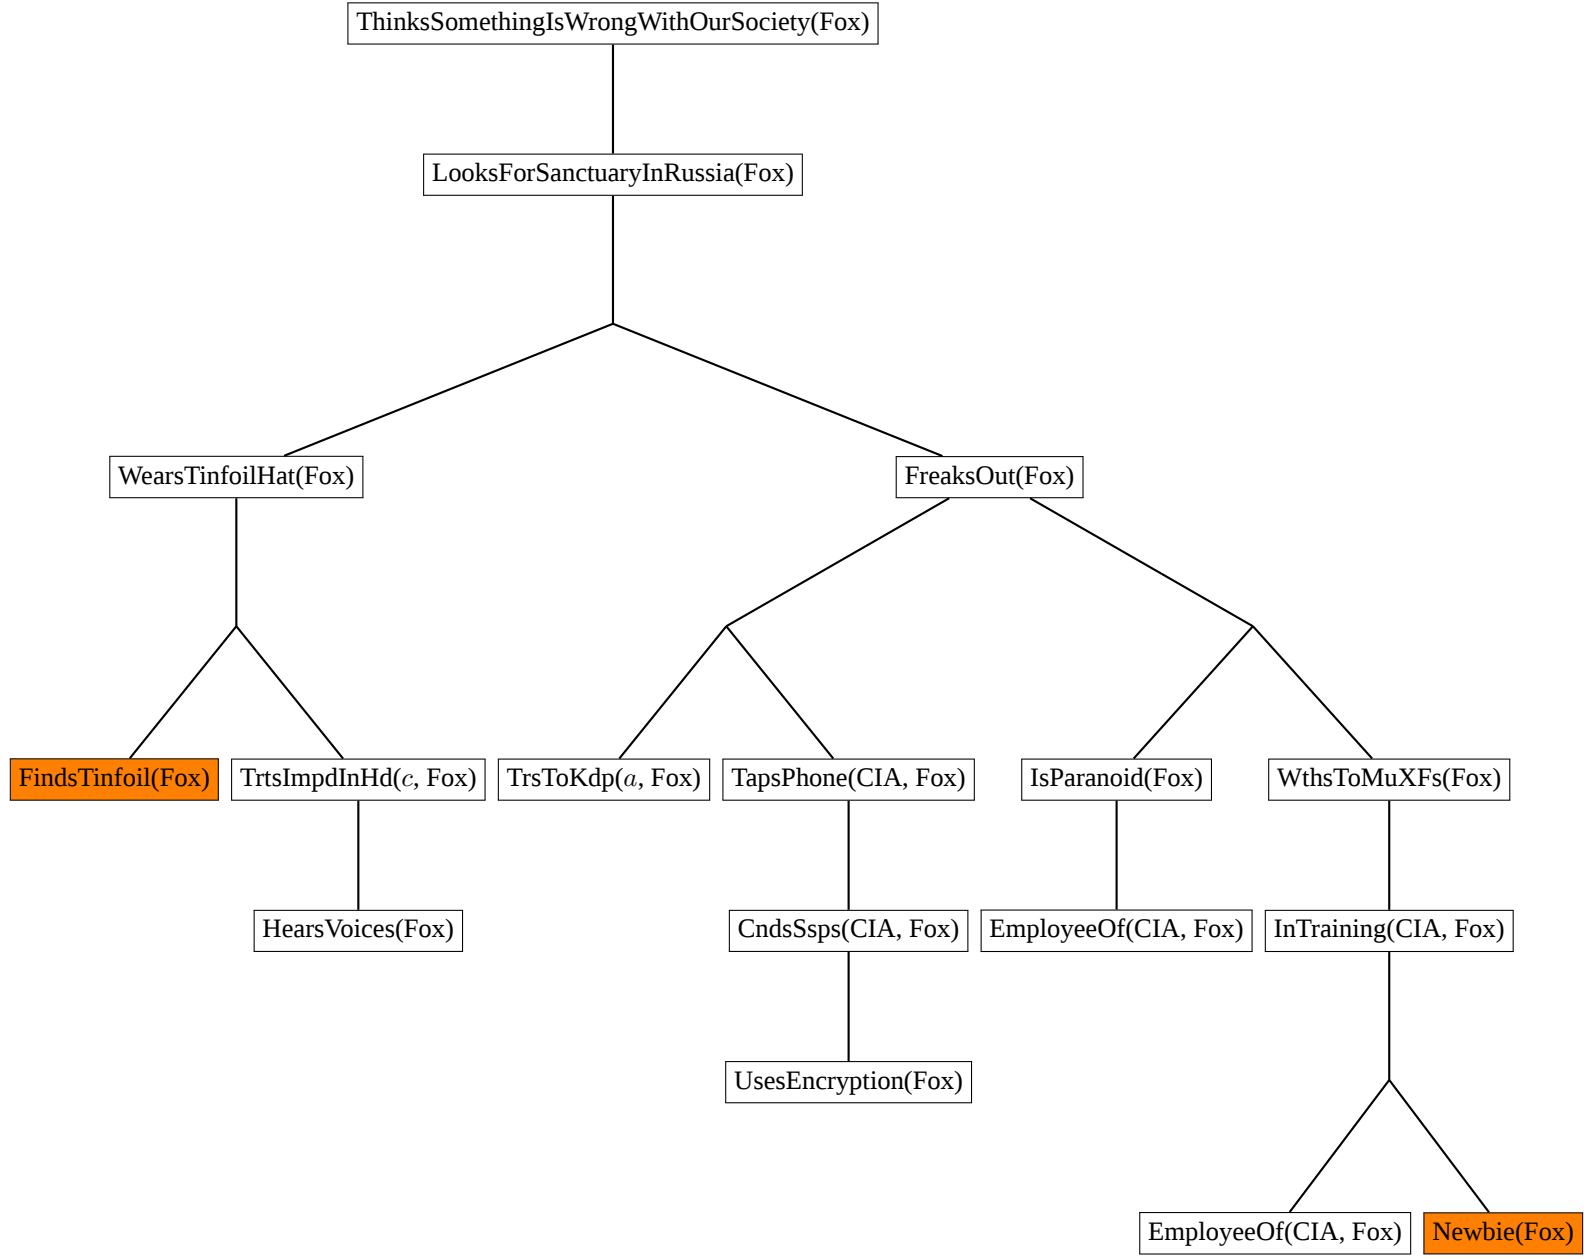 ThinksSomethingIsWrongWithOurSociety(Fox)
LooksForSanctuaryInRussia(Fox)
WearsTinfoilHat(Fox)
FreaksOut(Fox)
FindsTinfoil(Fox)
TrtsImpdInHd(c, Fox)
TrsToKdp(a, Fox)
TapsPhone(CIA, Fox)
IsParanoid(Fox)
WthsToMuXFs(Fox)
HearsVoices(Fox)
CndsSsps(CIA, Fox)
EmployeeOf(CIA, Fox)
InTraining(CIA, Fox)
UsesEncryption(Fox)
EmployeeOf(CIA, Fox)
Newbie(Fox)